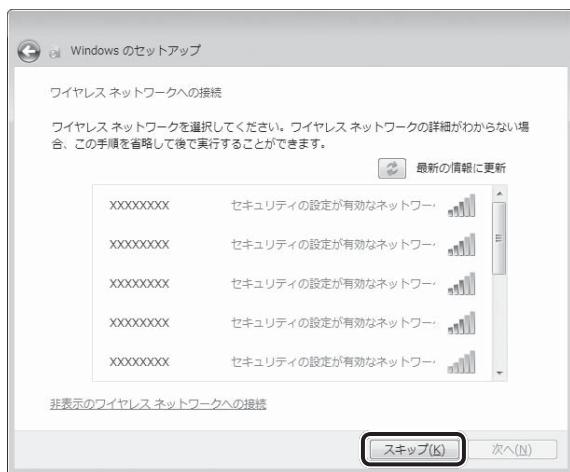 Windows のセットアップ
ワイヤレス ネットワークへの接続
ワイヤレス ネットワークを選択してください。ワイヤレス ネットワークの詳細がわからない場
合、この手順を省略して後で実行することができます。
最新の情報に更新
XXXXXXXX セキュリティの設定が有効なネットワー
XXXXXXXX セキュリティの設定が有効なネットワー
XXXXXXXX セキュリティの設定が有効なネットワー
XXXXXXXX セキュリティの設定が有効なネットワー
XXXXXXXX セキュリティの設定が有効なネットワー
非表示のワイヤレス ネットワークへの接続
スキップ(K) 次へ(N)